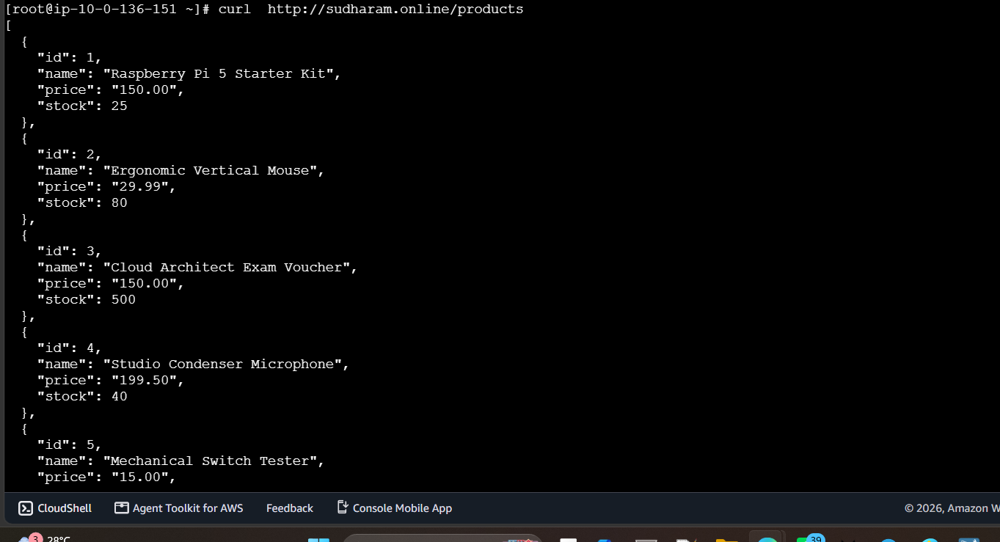 [root@ip-10-0-136-151 ~]# curl  http://sudharam.online/products
[
  {
    "id": 1,
    "name": "Raspberry Pi 5 Starter Kit",
    "price": "150.00",
    "stock": 25
  },
  {
    "id": 2,
    "name": "Ergonomic Vertical Mouse",
    "price": "29.99",
    "stock": 80
  },
  {
    "id": 3,
    "name": "Cloud Architect Exam Voucher",
    "price": "150.00",
    "stock": 500
  },
  {
    "id": 4,
    "name": "Studio Condenser Microphone",
    "price": "199.50",
    "stock": 40
  },
  {
    "id": 5,
    "name": "Mechanical Switch Tester",
    "price": "15.00",
CloudShell Agent Toolkit for AWS Feedback Console Mobile App © 2026, Amazon W
3 28°C 39